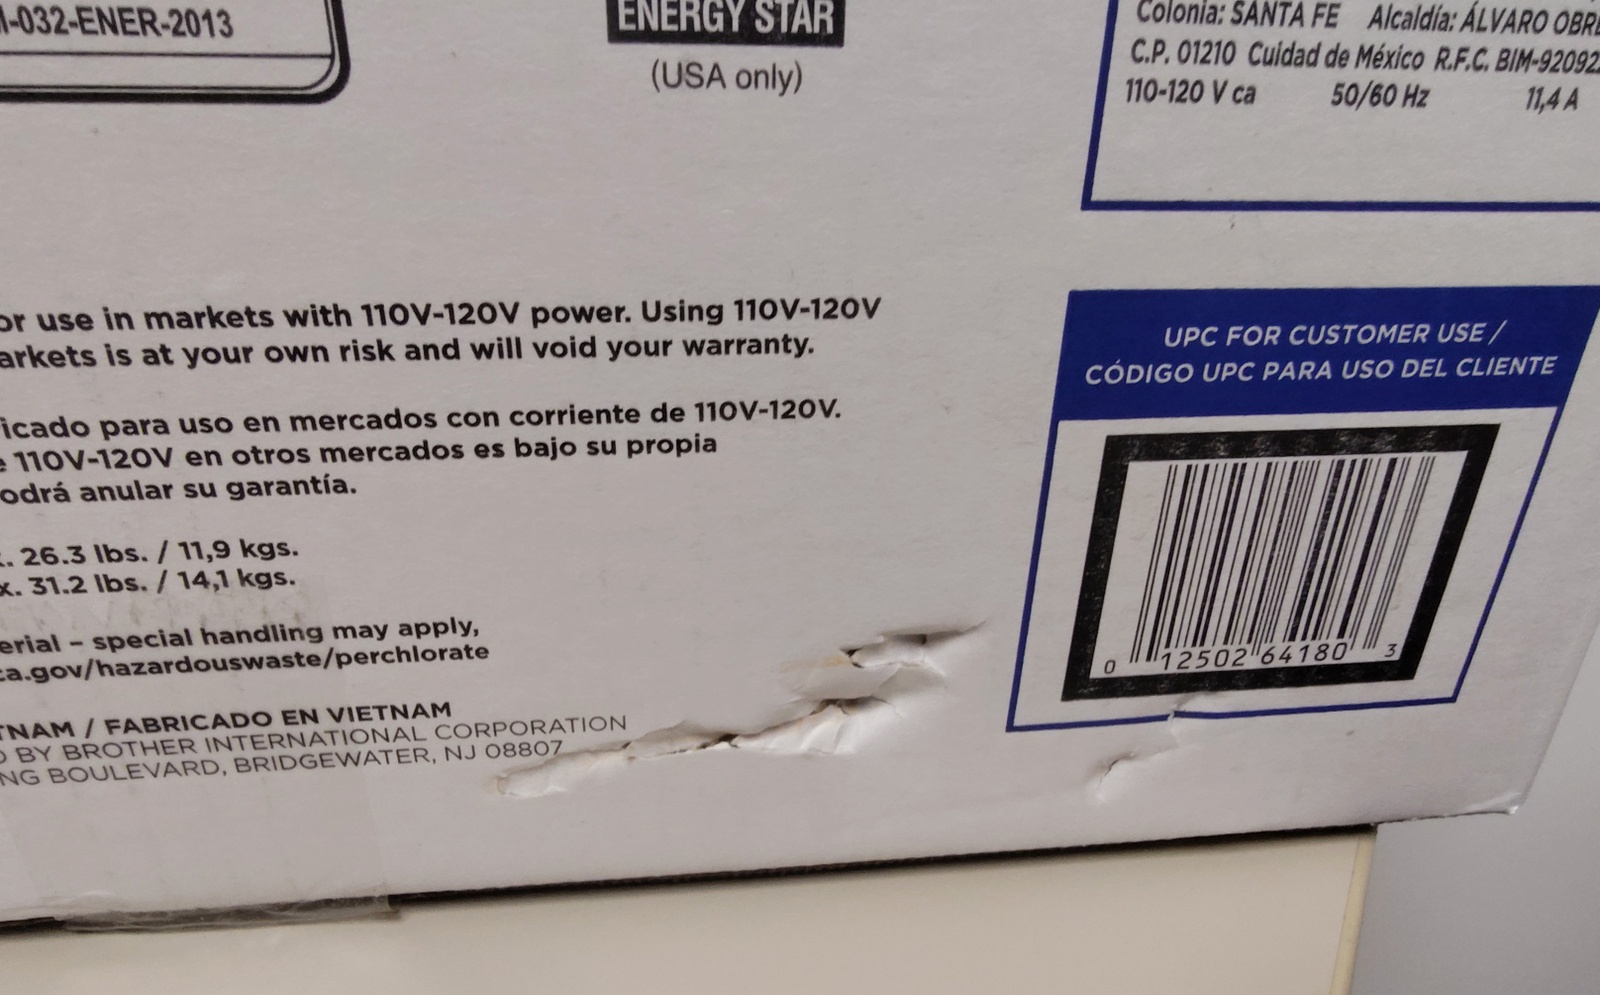 -032-ENER-2013
ENERGY STAR
(USA only)
Colonia: SANTA FE Alcaldía: ÁLVARO OBR
C.P. 01210 Cuidad de México R.F.C. BIM-92092
110-120 V ca 50/60 Hz 11,4 A
or use in markets with 110V-120V power. Using 110V-120V
arkets is at your own risk and will void your warranty.
icado para uso en mercados con corriente de 110V-120V.
e 110V-120V en otros mercados es bajo su propia
odrá anular su garantía.
. 26.3 lbs. / 11,9 kgs.
x. 31.2 lbs. / 14,1 kgs.
erial – special handling may apply,
ca.gov/hazardouswaste/perchlorate
TNAM / FABRICADO EN VIETNAM
D BY BROTHER INTERNATIONAL CORPORATION
NG BOULEVARD, BRIDGEWATER, NJ 08807
UPC FOR CUSTOMER USE /
CÓDIGO UPC PARA USO DEL CLIENTE
0 12502 64180 3